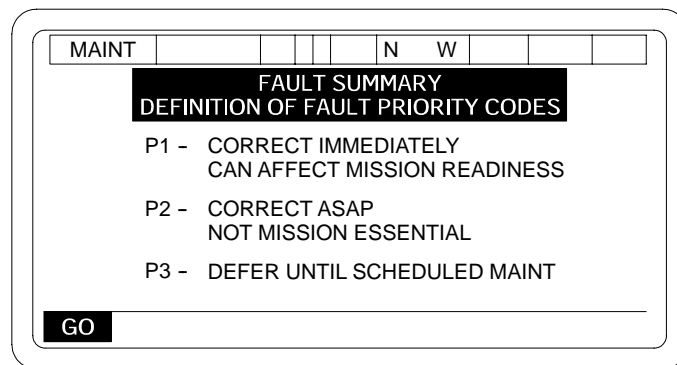 MAINT N W
FAULT SUMMARY
DEFINITION OF FAULT PRIORITY CODES
P1 - CORRECT IMMEDIATELY
CAN AFFECT MISSION READINESS
P2 - CORRECT ASAP
NOT MISSION ESSENTIAL
P3 - DEFER UNTIL SCHEDULED MAINT
GO